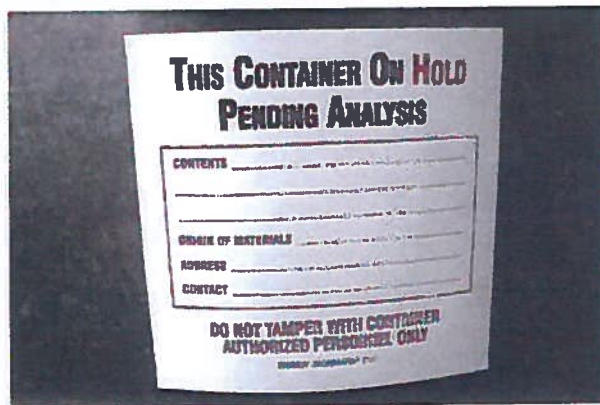 THIS CONTAINER ON HOLD
PENDING ANALYSIS
CONTENTS
ORIGIN OF MATERIALS
ADDRESS
CONTACT
DO NOT TAMPER WITH CONTAINER
AUTHORIZED PERSONNEL ONLY